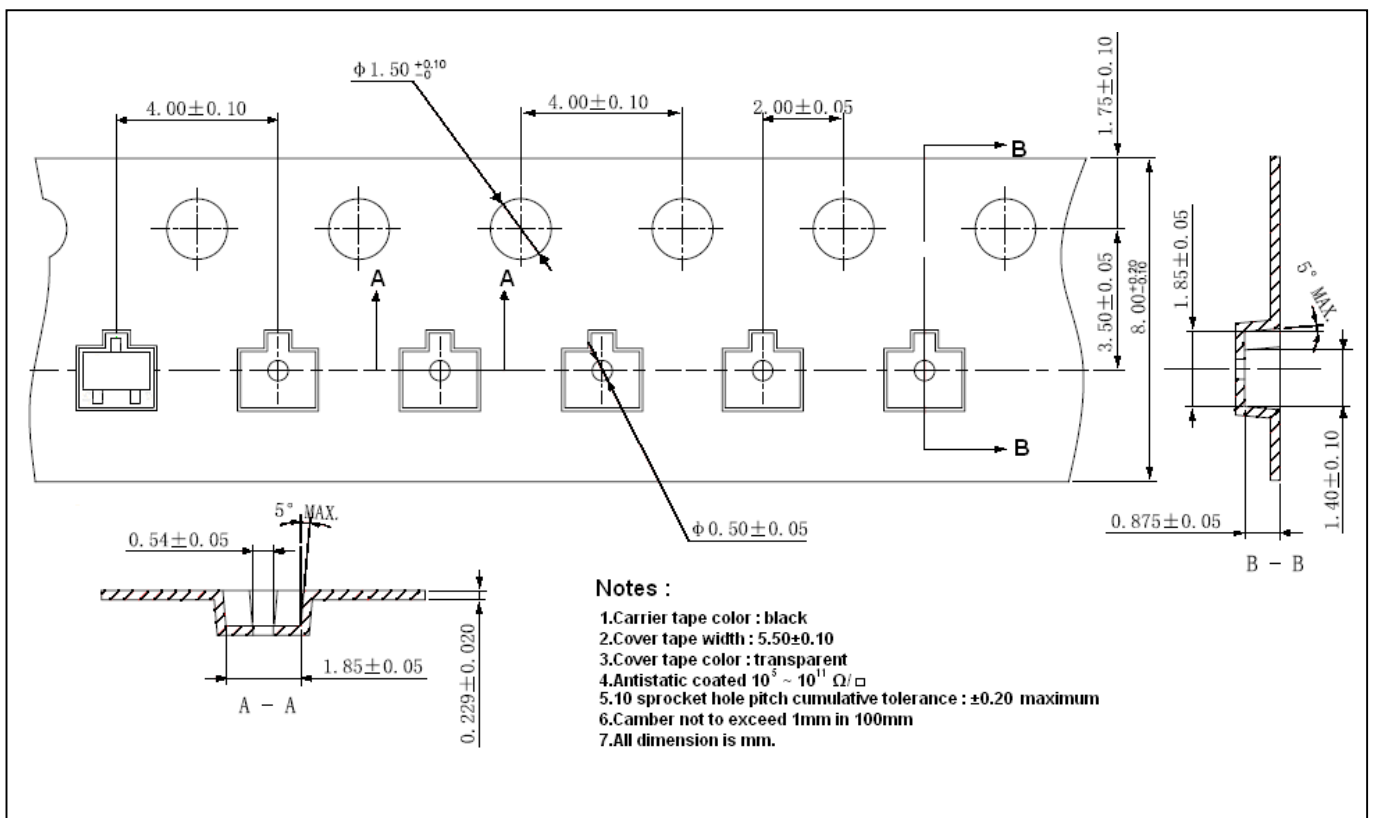 φ1.50 +0.10 -0
4.00±0.10
4.00±0.10
2.00±0.05
1.75±0.10
B
A
A
3.50±0.05
8.00 +0.20 -0.10
1.85±0.05
5° MAX.
B
1.40±0.10
0.875±0.05
B - B
5° MAX.
0.54±0.05
φ0.50±0.05
1.85±0.05
0.229±0.020
A - A
Notes :
1.Carrier tape color : black
2.Cover tape width : 5.50±0.10
3.Cover tape color : transparent
4.Antistatic coated 10⁵ ~ 10¹¹ Ω/□
5.10 sprocket hole pitch cumulative tolerance : ±0.20 maximum
6.Camber not to exceed 1mm in 100mm
7.All dimension is mm.